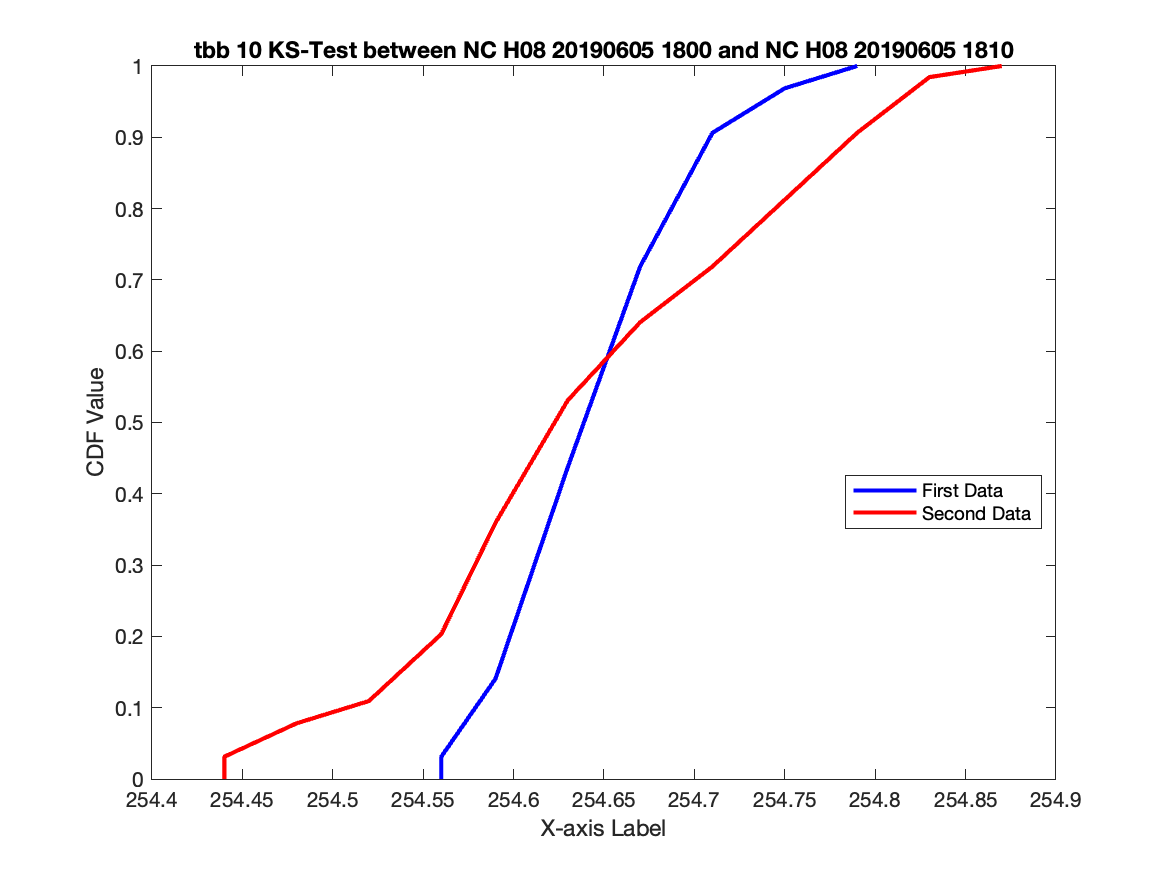 tbb 10 KS-Test between NC H08 20190605 1800 and NC H08 20190605 1810
1
0.9
0.8
0.7
0.6
0.5
0.4
0.3
0.2
0.1
0
CDF Value
First Data
Second Data
254.4 254.45 254.5 254.55 254.6 254.65 254.7 254.75 254.8 254.85 254.9
X-axis Label